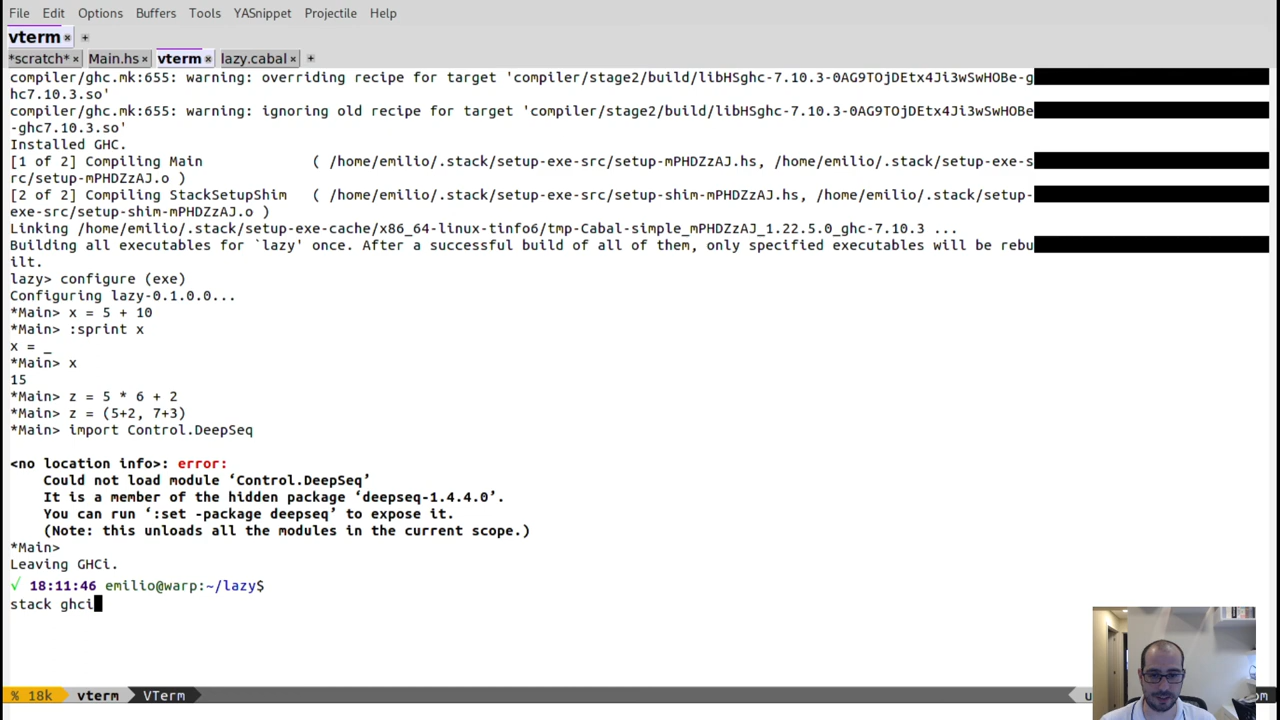 File Edit Options Buffers Tools YASnippet Projectile Help
vterm × +
*scratch* × Main.hs × vterm × lazy.cabal × +
compiler/ghc.mk:655: warning: overriding recipe for target 'compiler/stage2/build/libHSghc-7.10.3-0AG9TOjDEtx4Ji3wSwHOBe-g
hc7.10.3.so'
compiler/ghc.mk:655: warning: ignoring old recipe for target 'compiler/stage2/build/libHSghc-7.10.3-0AG9TOjDEtx4Ji3wSwHOBe
-ghc7.10.3.so'
Installed GHC.
[1 of 2] Compiling Main             ( /home/emilio/.stack/setup-exe-src/setup-mPHDZzAJ.hs, /home/emilio/.stack/setup-exe-s
rc/setup-mPHDZzAJ.o )
[2 of 2] Compiling StackSetupShim   ( /home/emilio/.stack/setup-exe-src/setup-shim-mPHDZzAJ.hs, /home/emilio/.stack/setup-
exe-src/setup-shim-mPHDZzAJ.o )
Linking /home/emilio/.stack/setup-exe-cache/x86_64-linux-tinfo6/tmp-Cabal-simple_mPHDZzAJ_1.22.5.0_ghc-7.10.3 ...
Building all executables for `lazy' once. After a successful build of all of them, only specified executables will be rebu
ilt.
lazy> configure (exe)
Configuring lazy-0.1.0.0...
*Main> x = 5 + 10
*Main> :sprint x
x = _
*Main> x
15
*Main> z = 5 * 6 + 2
*Main> z = (5+2, 7+3)
*Main> import Control.DeepSeq
<no location info>: error:
Could not load module ‘Control.DeepSeq’
It is a member of the hidden package ‘deepseq-1.4.4.0’.
You can run ‘:set -package deepseq’ to expose it.
(Note: this unloads all the modules in the current scope.)
*Main>
Leaving GHCi.
√ 18:11:46 emilio@warp:~/lazy$
stack ghci
% 18k vterm VTerm